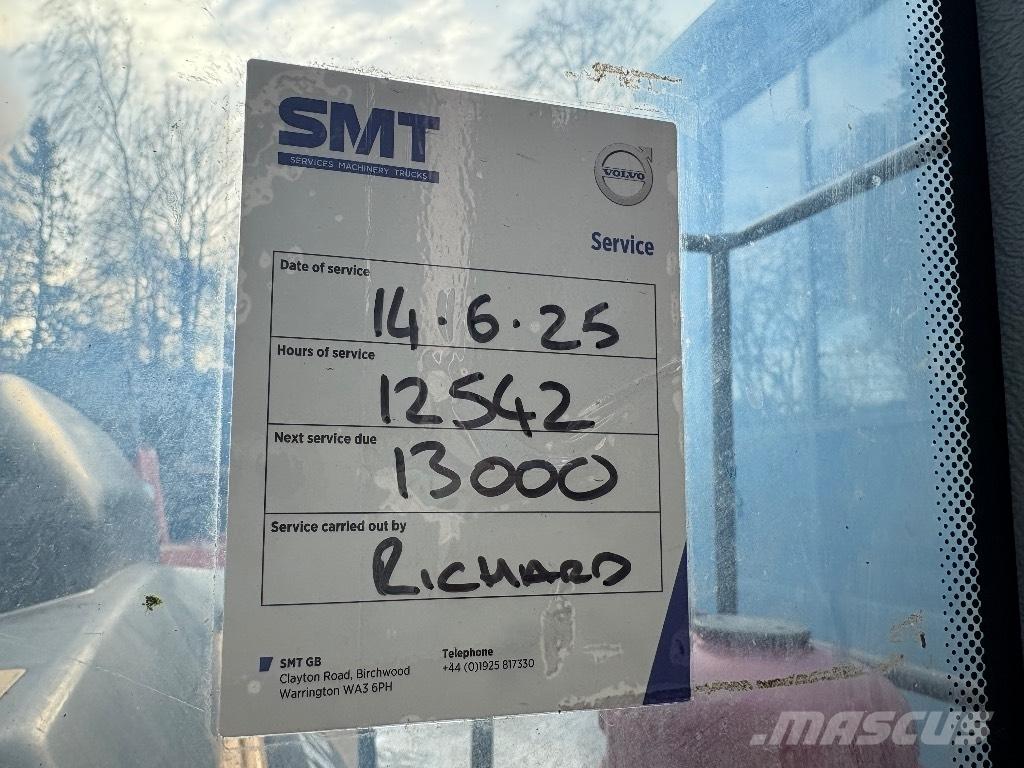 SMT
SERVICES MACHINERY TRUCKS
VOLVO
Service
Date of service
14.6.25
Hours of service
12542
Next service due
13000
Service carried out by
RICHARD
SMT GB
Clayton Road, Birchwood
Warrington WA3 6PH
Telephone
+44 (0)1925 817330
MASCUS